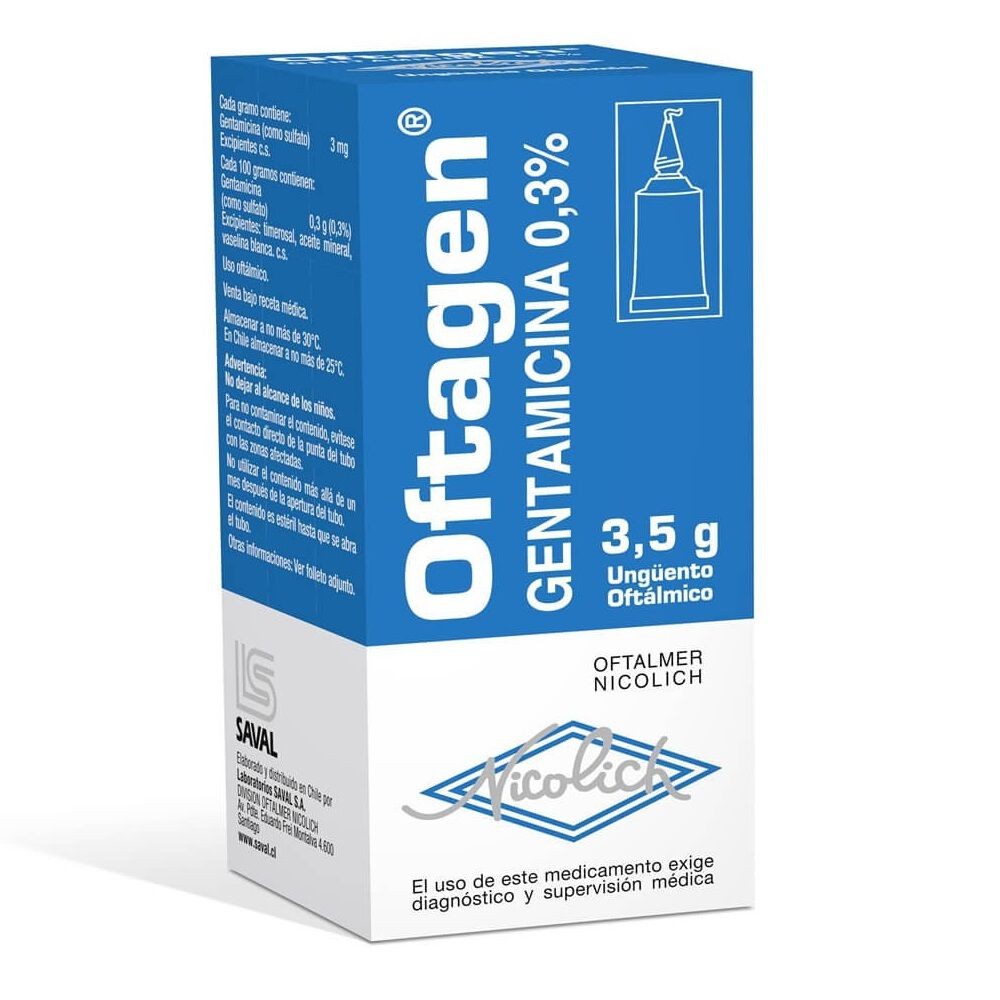 Oftagen
Ungüento Oftálmico
Cada gramo contiene:
Gentamicina (como sulfato) 3 mg
Excipientes c.s.
Cada 100 gramos contienen:
Gentamicina
(como sulfato) 0,3 g (0,3%)
Excipientes: timerosal, aceite mineral,
vaselina blanca. c.s.
Uso oftálmico.
Venta bajo receta médica.
Almacenar a no más de 30°C.
En Chile almacenar a no más de 25°C.
Advertencia:
No dejar al alcance de los niños.
Para no contaminar el contenido, evítese
el contacto directo de la punta del tubo
con las zonas afectadas.
No utilizar el contenido más allá de un
mes después de la apertura del tubo.
El contenido es estéril hasta que se abra
el tubo.
Otras informaciones: Ver folleto adjunto.
LS
SAVAL
Elaborado y distribuido en Chile por
Laboratorios SAVAL S.A.
DIVISION OFTALMER NICOLICH
Av. Pdte. Eduardo Frei Montalva 4.600
Santiago
www.saval.cl
Oftagen®
GENTAMICINA 0,3%
3,5 g
Ungüento
Oftálmico
OFTALMER
NICOLICH
Nicolich
El uso de este medicamento exige
diagnóstico y supervisión médica